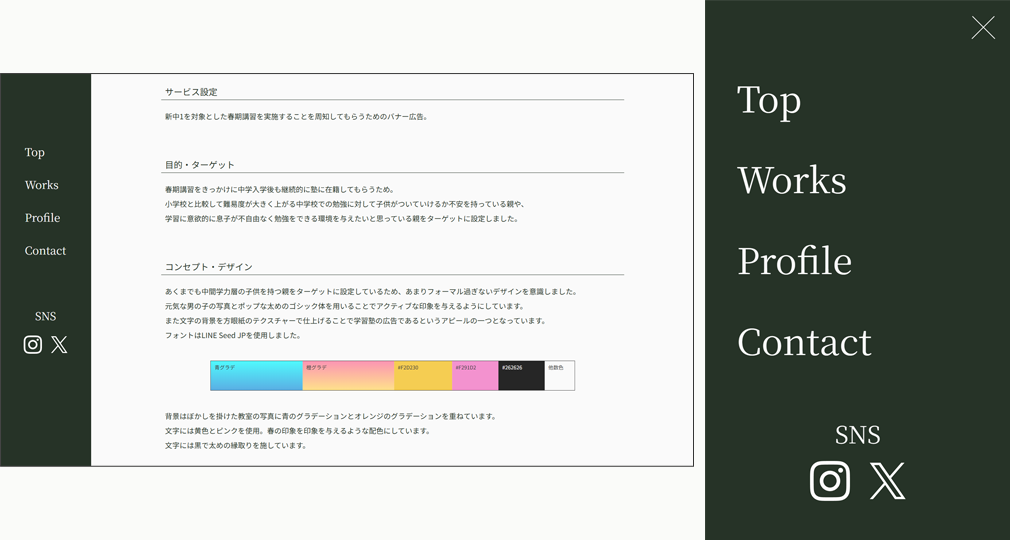 Top
Works
Profile
Contact
SNS
サービス設定
新中1を対象とした春期講習を実施することを周知してもらうためのバナー広告。
目的・ターゲット
春期講習をきっかけに中学入学後も継続的に塾に在籍してもらうため。
小学校と比較して難易度が大きく上がる中学校での勉強に対して子供がついていけるか不安を持っている親や、
学習に意欲的に息子が不自由なく勉強をできる環境を与えたいと思っている親をターゲットに設定しました。
コンセプト・デザイン
あくまでも中間学力層の子供を持つ親をターゲットに設定しているため、あまりフォーマル過ぎないデザインを意識しました。
元気な男の子の写真とポップな太めのゴシック体を用いることでアクティブな印象を与えるようにしています。
また文字の背景を方眼紙のテクスチャーで仕上げることで学習塾の広告であるというアピールの一つとなっています。
フォントはLINE Seed JPを使用しました。
青グラデ
橙グラデ
#F2D230
#F291D2
#262626
他数色
背景はぼかしを掛けた教室の写真に青のグラデーションとオレンジのグラデーションを重ねています。
文字には黄色とピンクを使用。春の印象を印象を与えるような配色にしています。
文字には黒で太めの縁取りを施しています。
Top
Works
Profile
Contact
SNS